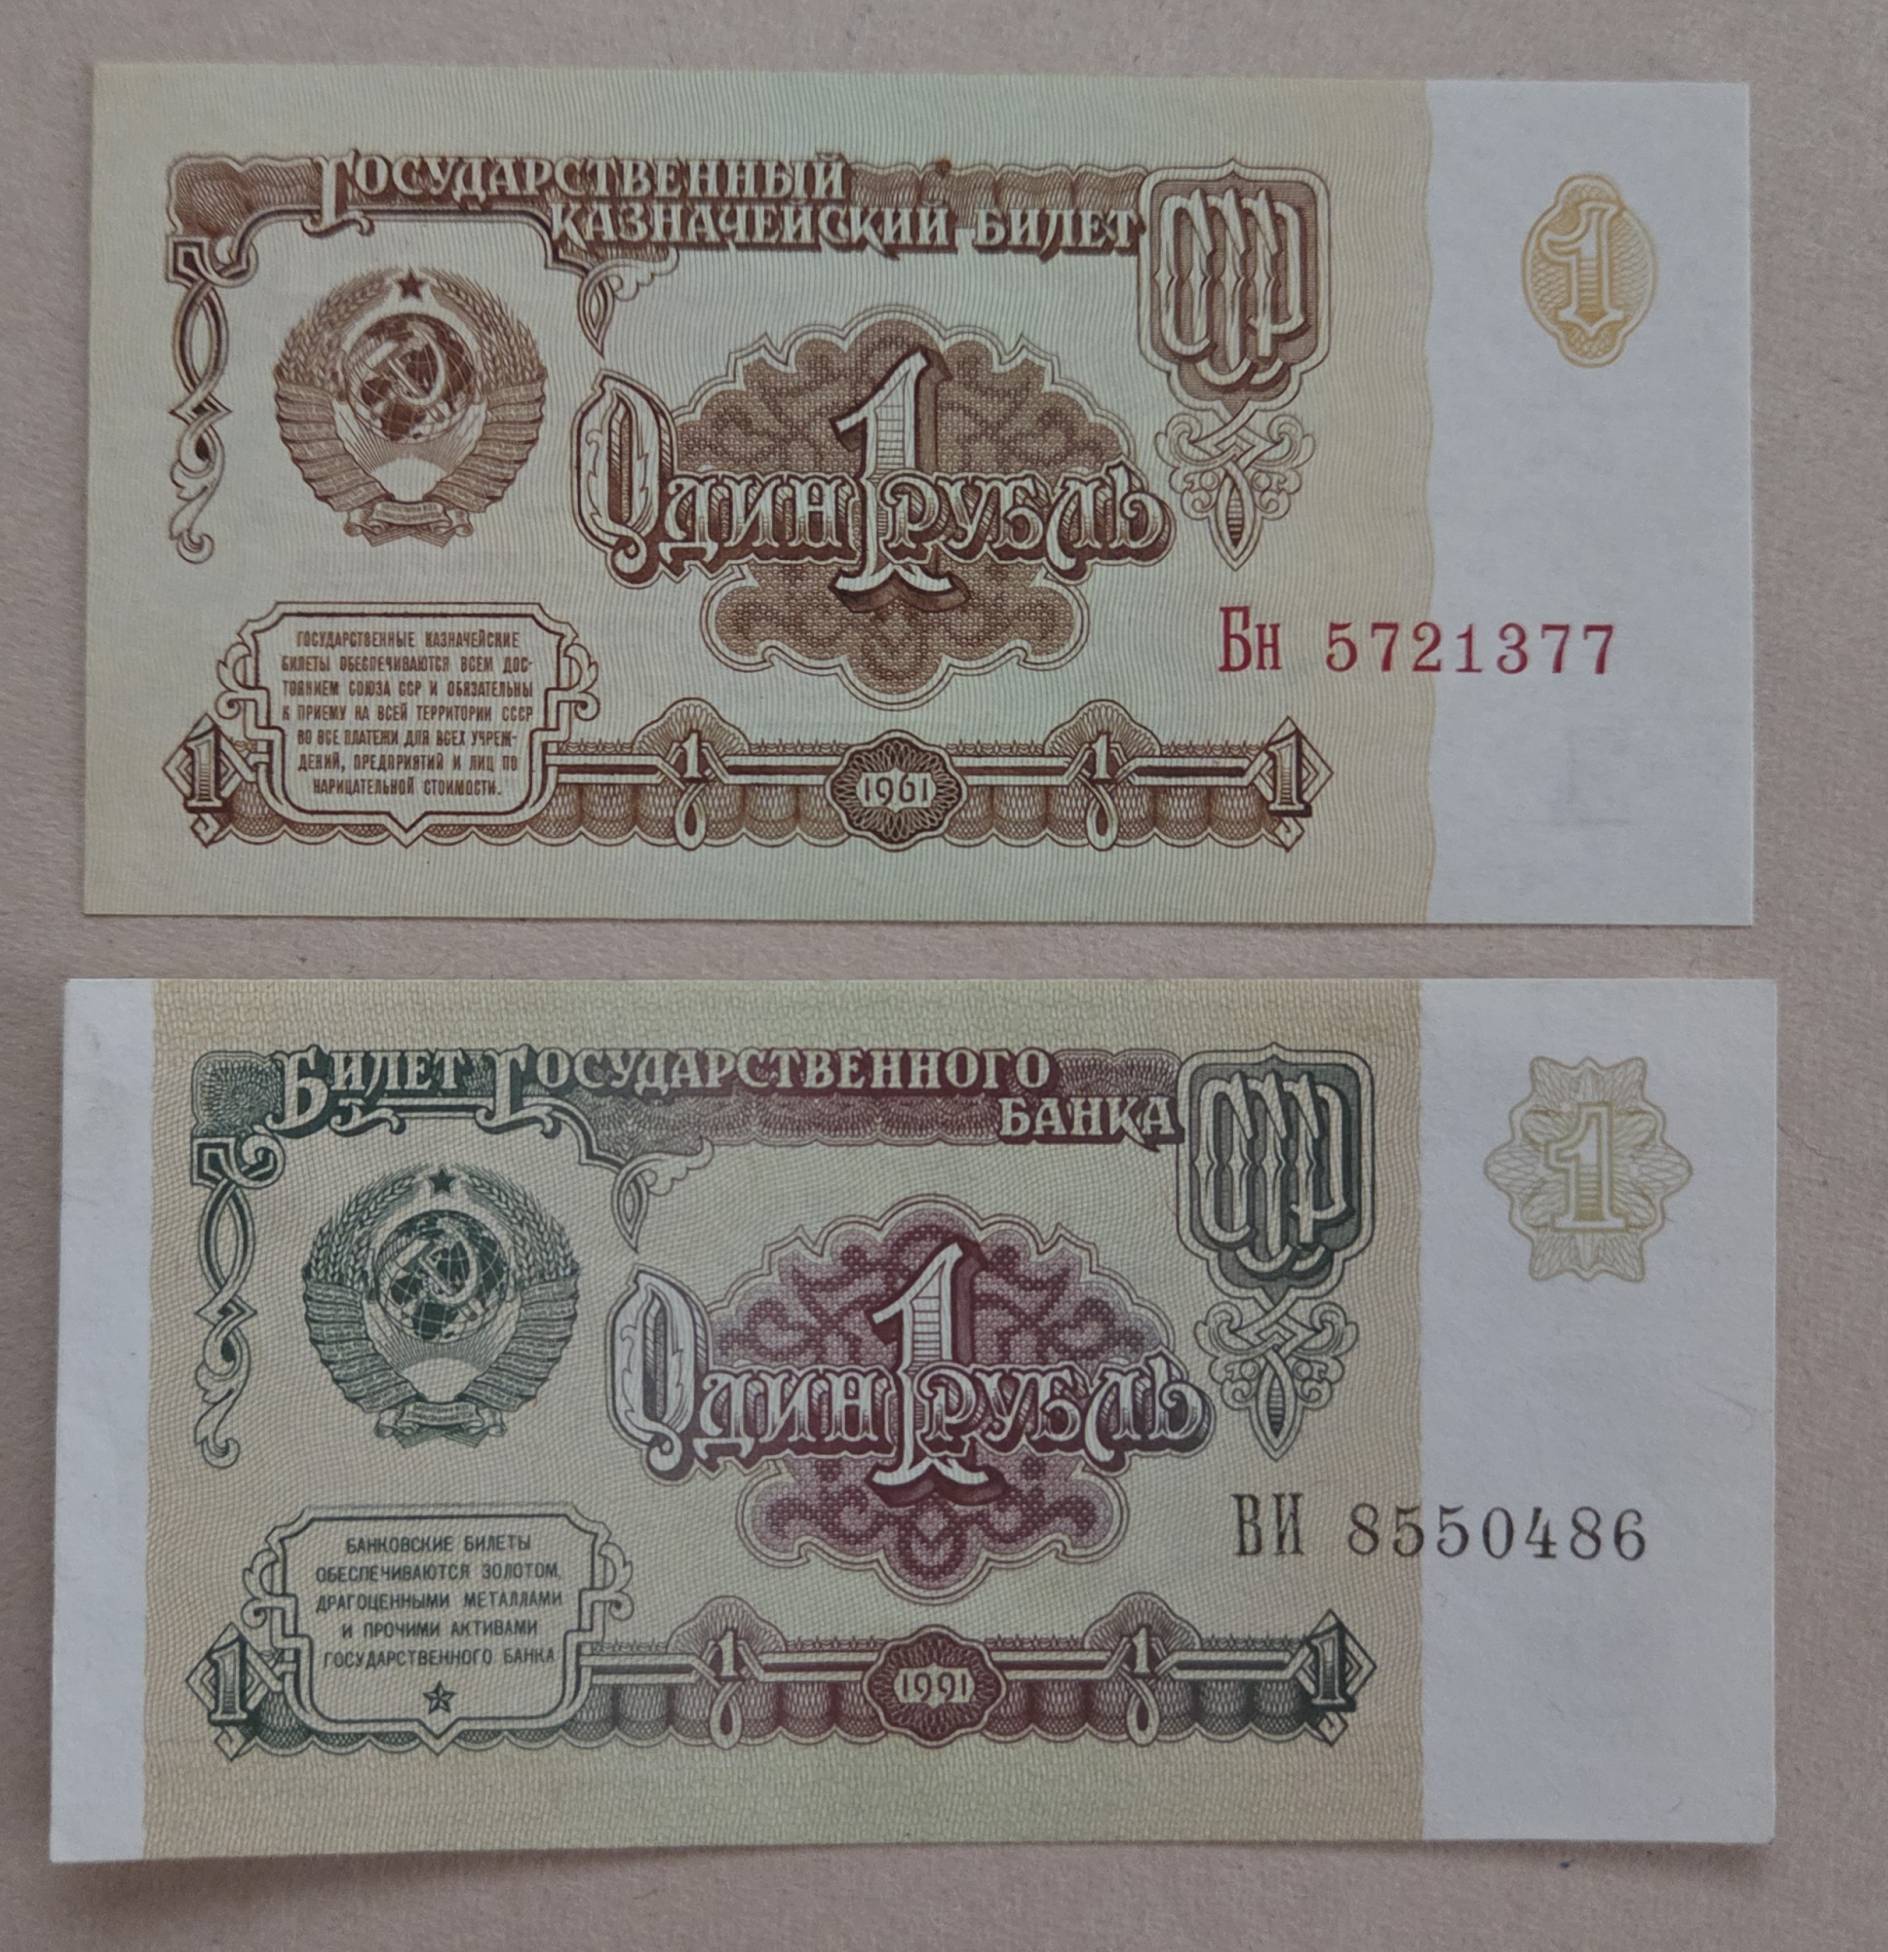 Государственный
казначейский билет
СССР
1
1
Один рубль
Бн 5721377
государственные казначейские
билеты обеспечиваются всем дос-
тоянием Союза ССР и обязательны
к приему на всей территории СССР
во все платежи для всех учреж-
дений, предприятий и лиц по
нарицательной стоимости.
1 1 1961 1 1
Билет Государственного
банка
СССР
1
1
Один рубль
ВИ 8550486
БАНКОВСКИЕ БИЛЕТЫ
ОБЕСПЕЧИВАЮТСЯ ЗОЛОТОМ,
ДРАГОЦЕННЫМИ МЕТАЛЛАМИ
И ПРОЧИМИ АКТИВАМИ
ГОСУДАРСТВЕННОГО БАНКА
1 1 1991 1 1